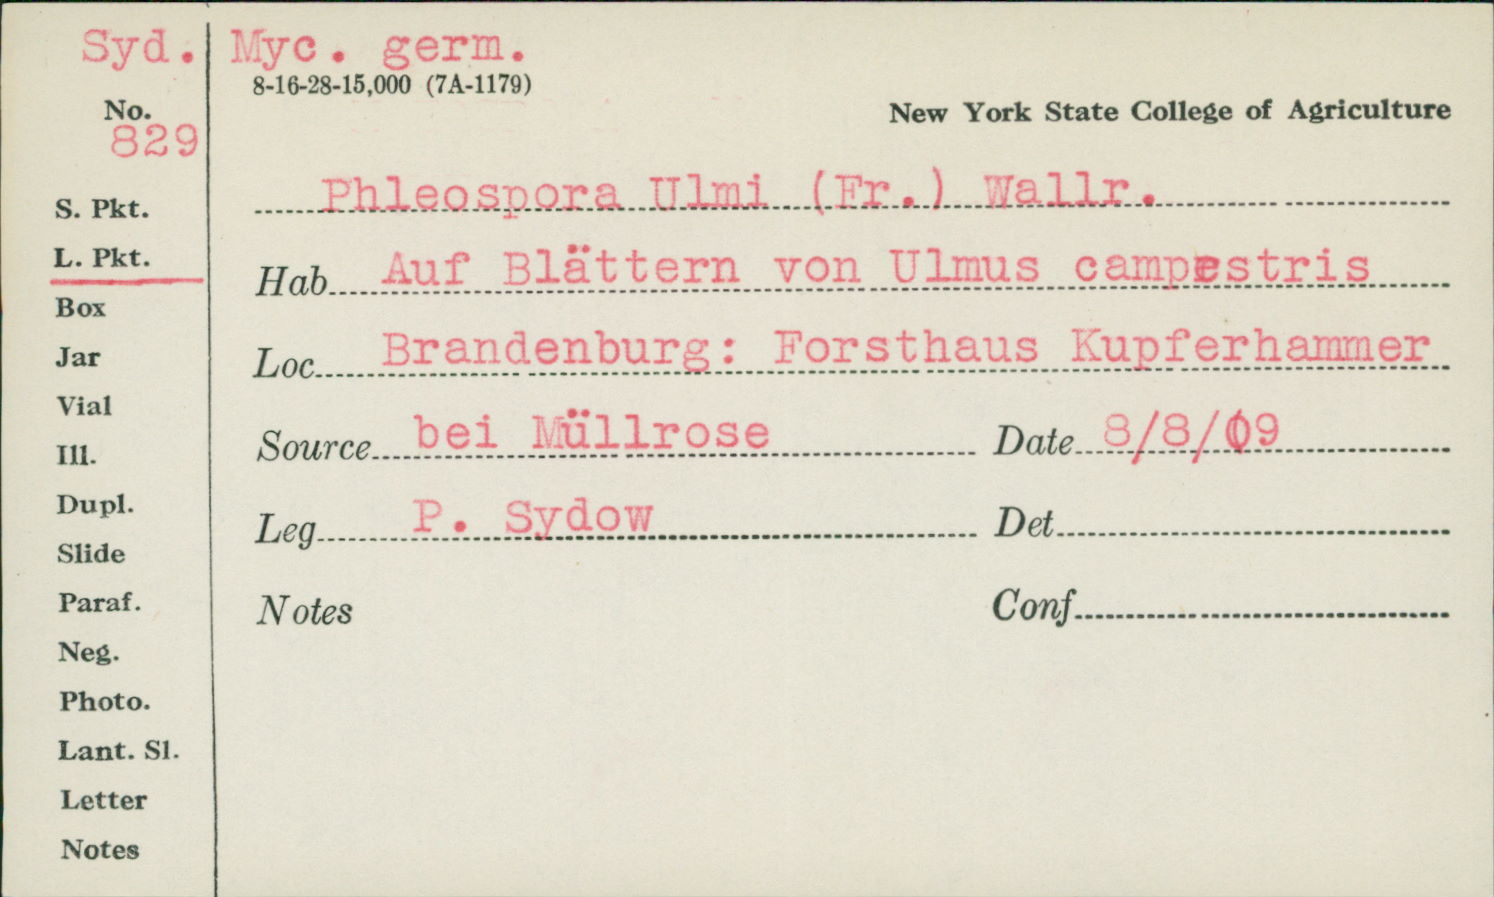 Syd. Myc. germ.
8-16-28-15,000 (7A-1179)
No.
829
New York State College of Agriculture
Phleospora Ulmi (Fr.) Wallr.
Hab Auf Blättern von Ulmus campestris
Loc Brandenburg: Forsthaus Kupferhammer
Source bei Müllrose Date 8/8/09
Leg P. Sydow Det
Notes Conf
S. Pkt.
L. Pkt.
Box
Jar
Vial
Ill.
Dupl.
Slide
Paraf.
Neg.
Photo.
Lant. Sl.
Letter
Notes